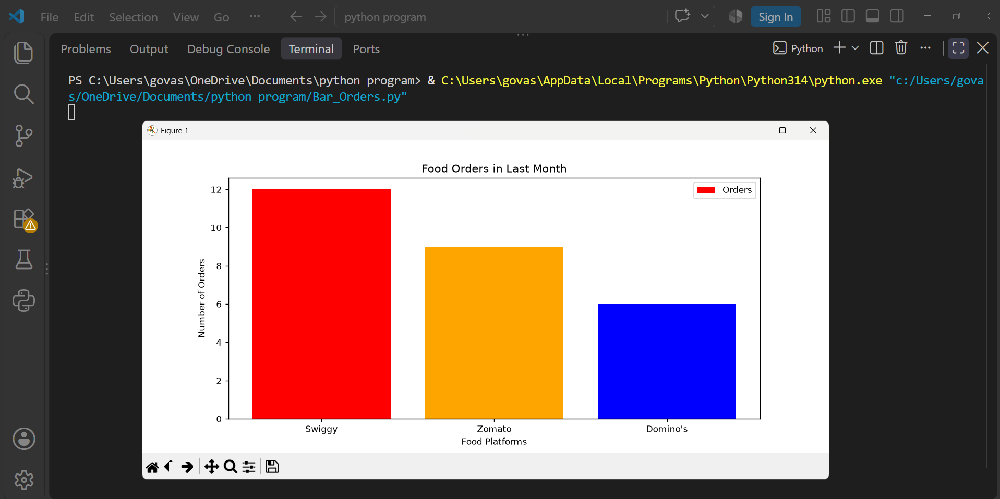 File Edit Selection View Go ··· python program Sign In
Problems Output Debug Console Terminal Ports Python
PS C:\Users\govas\OneDrive\Documents\python program> & C:\Users\govas\AppData\Local\Programs\Python\Python314\python.exe "c:/Users/gova
s/OneDrive/Documents/python program/Bar_Orders.py"
Figure 1
Food Orders in Last Month
Orders
12
10
8
6
4
2
0
Number of Orders
Swiggy Zomato Domino's
Food Platforms